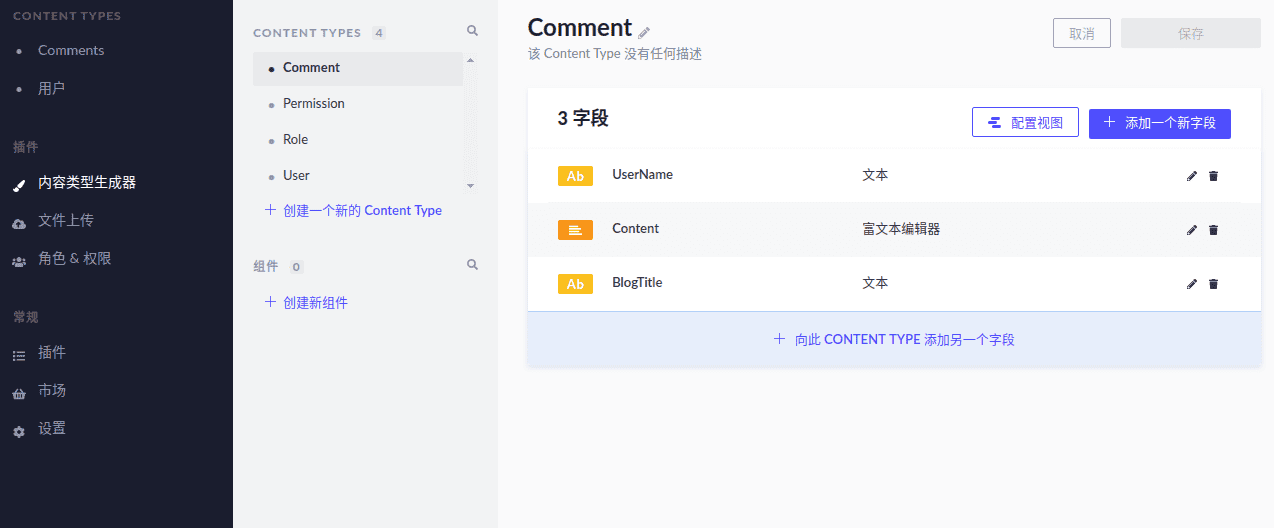 CONTENT TYPES
Comments
用户
插件
内容类型生成器
文件上传
角色 & 权限
常规
插件
市场
设置
CONTENT TYPES 4
Comment
Permission
Role
User
创建一个新的 Content Type
组件 0
创建新组件
Comment
该 Content Type 没有任何描述
取消
保存
3 字段
配置视图
添加一个新字段
Ab UserName 文本
Content 富文本编辑器
Ab BlogTitle 文本
向此 CONTENT TYPE 添加另一个字段